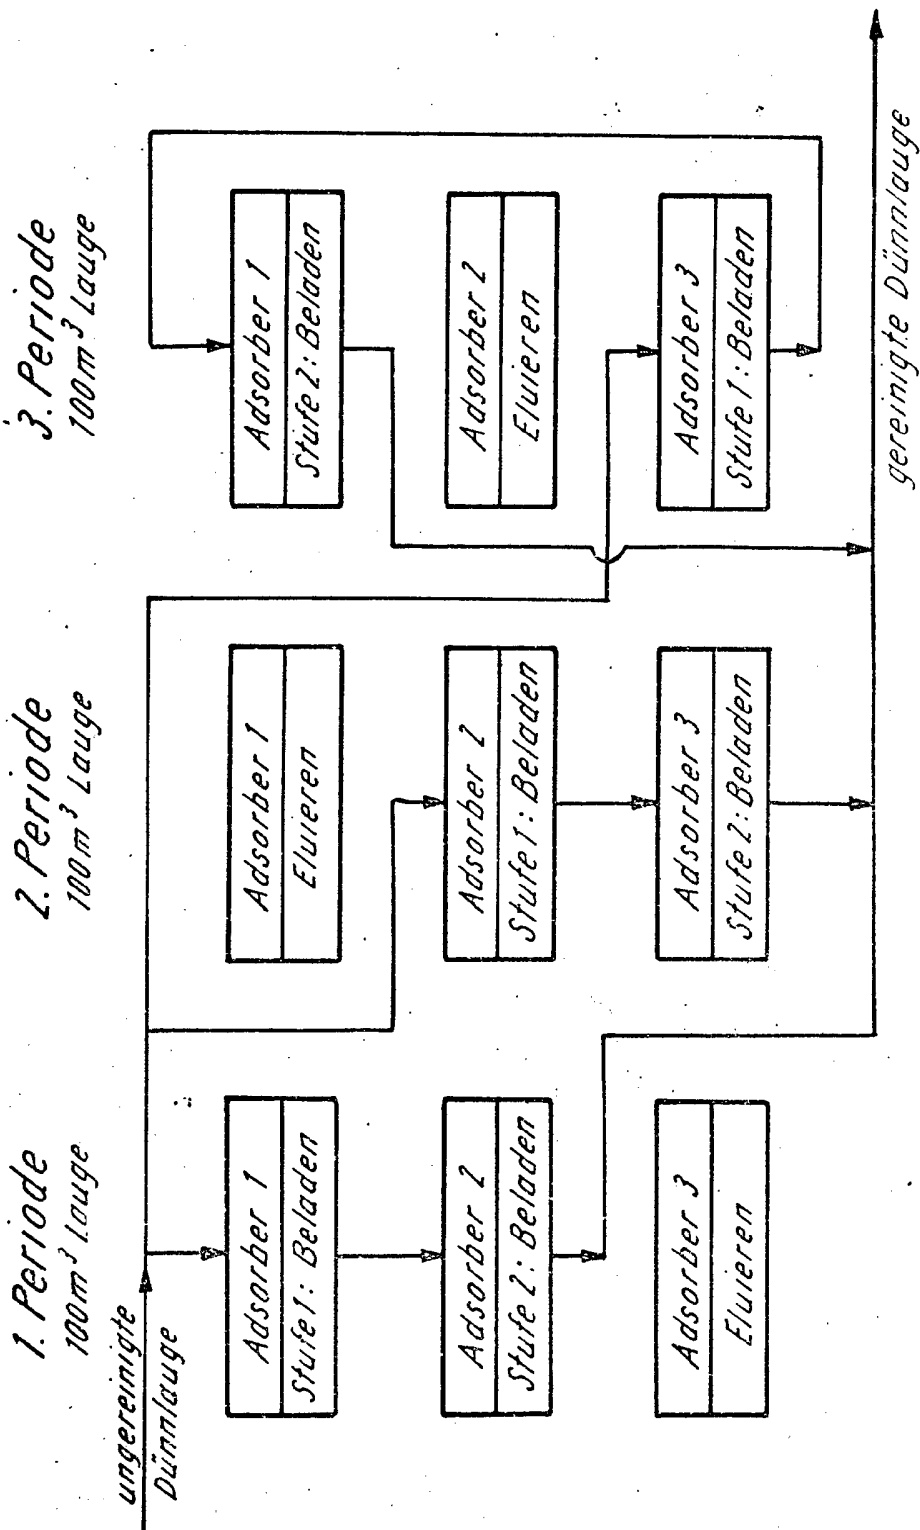 1. Periode
100 m³ Lauge
2. Periode
100 m³ Lauge
3. Periode
100 m³ Lauge
ungereinigte
Dünnlauge
Adsorber 1
Stufe 1: Beladen
Adsorber 1
Eluieren
Adsorber 1
Stufe 2: Beladen
Adsorber 2
Stufe 2: Beladen
Adsorber 2
Stufe 1: Beladen
Adsorber 2
Eluieren
Adsorber 3
Eluieren
Adsorber 3
Stufe 2: Beladen
Adsorber 3
Stufe 1: Beladen
gereinigte Dünnlauge